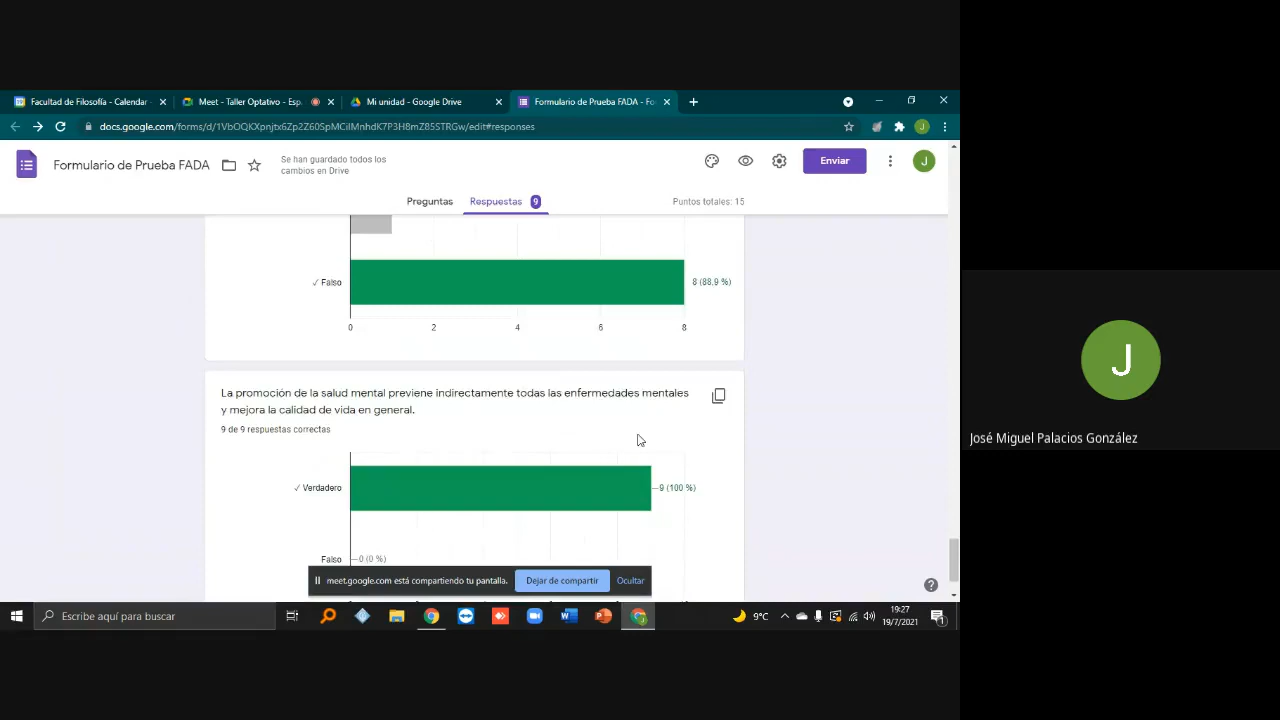 Facultad de Filosofía - Calendar
Meet - Taller Optativo - Esp.
Mi unidad - Google Drive
Formulario de Prueba FADA - Fo
docs.google.com/forms/d/1VbOQKXpnjtx6Zp2Z60SpMCilMnhdK7P3H8mZ85STRGw/edit#responses
Formulario de Prueba FADA
Se han guardado todos los
cambios en Drive
Enviar
J
Preguntas
Respuestas 9
Puntos totales: 15
✓ Falso
8 (88.9 %)
0 2 4 6 8
La promoción de la salud mental previene indirectamente todas las enfermedades mentales
y mejora la calidad de vida en general.
9 de 9 respuestas correctas
✓ Verdadero
9 (100 %)
Falso
0 (0 %)
meet.google.com está compartiendo tu pantalla.
Dejar de compartir
Ocultar
Escribe aquí para buscar
9°C
19:27
19/7/2021
J
José Miguel Palacios González